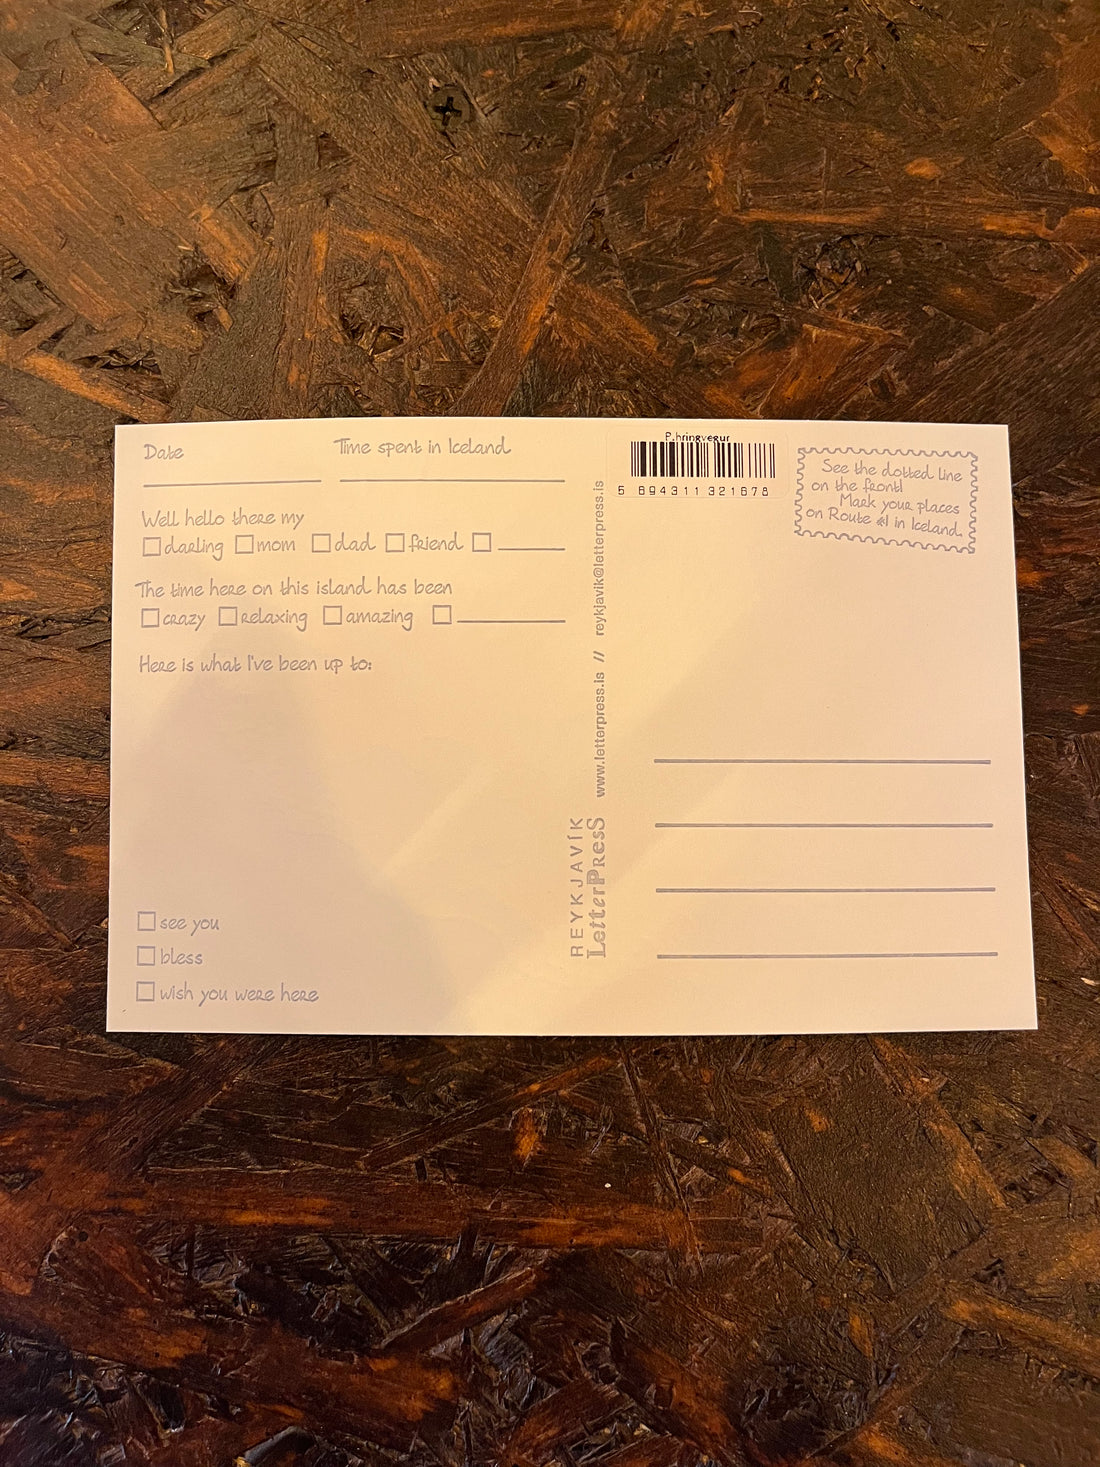 Date Time spent in Iceland
Well hello there my
darling mom dad friend
The time here on this island has been
crazy relaxing amazing
Here is what I've been up to:
see you
bless
wish you were here
REYKJAVÍK
LetterPress
www.letterpress.is // reykjavik@letterpress.is
P.hringvegur
5 694311 321678
See the dotted line
on the front!
Mark your places
on Route #1 in Iceland.